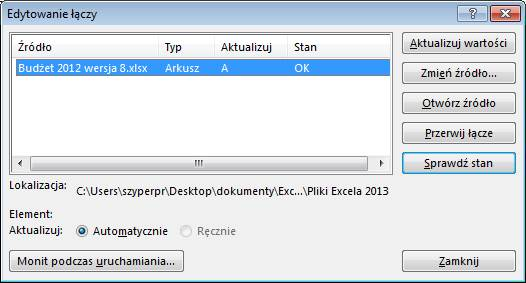 Edytowanie łączy
Źródło Typ Aktualizuj Stan
Budżet 2012 wersja 8.xlsx Arkusz A OK
Aktualizuj wartości
Zmień źródło...
Otwórz źródło
Przerwij łącze
Sprawdź stan
Lokalizacja: C:\Users\szyperpr\Desktop\dokumenty\Exc...\Pliki Excela 2013
Element:
Aktualizuj: Automatycznie Ręcznie
Monit podczas uruchamiania... Zamknij